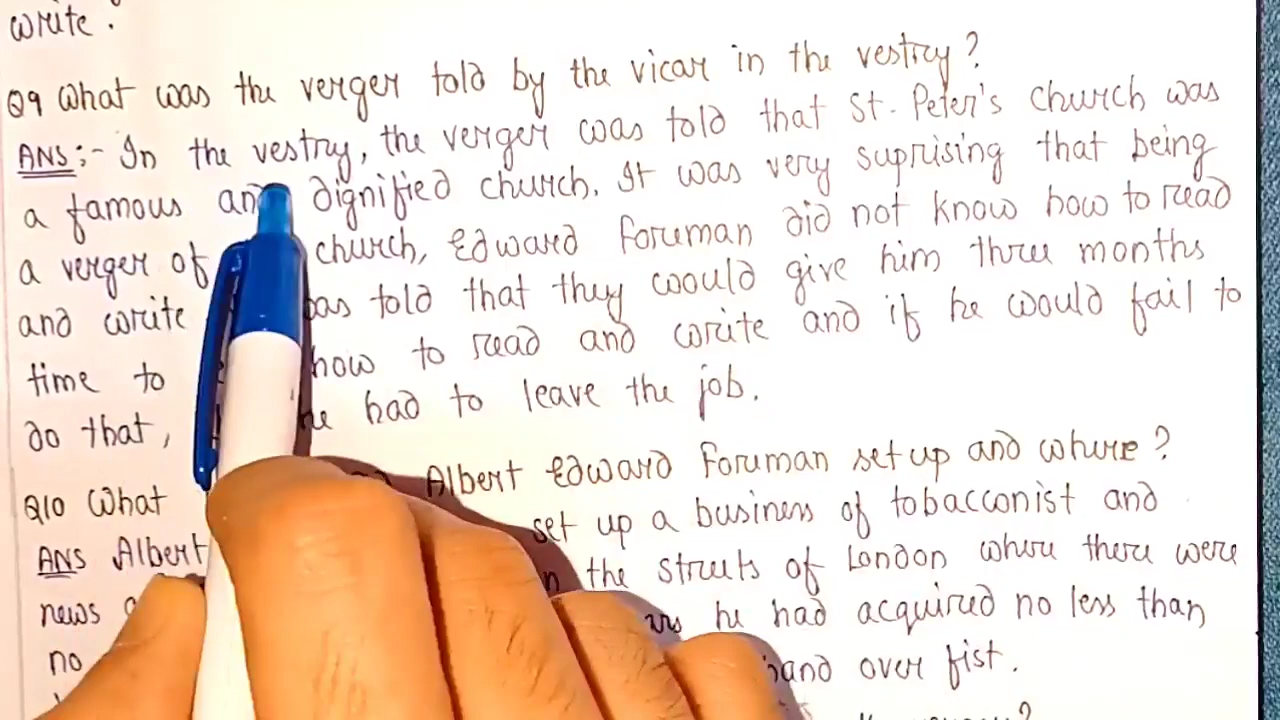 write.
Q9 What was the verger told by the vicar in the vestry?
ANS:- In the vestry, the verger was told that St. Peter's church was
a famous and dignified church. It was very suprising that being
a verger of church, Edward Foreman did not know how to read
and write was told that they would give him three months
time to how to read and write and if he would fail to
do that, he had to leave the job.
Q10 What Albert Edward Foreman set up and where?
ANS Albert set up a business of tobacconist and
news the streets of London where there were
no he had acquired no less than
hand over fist.